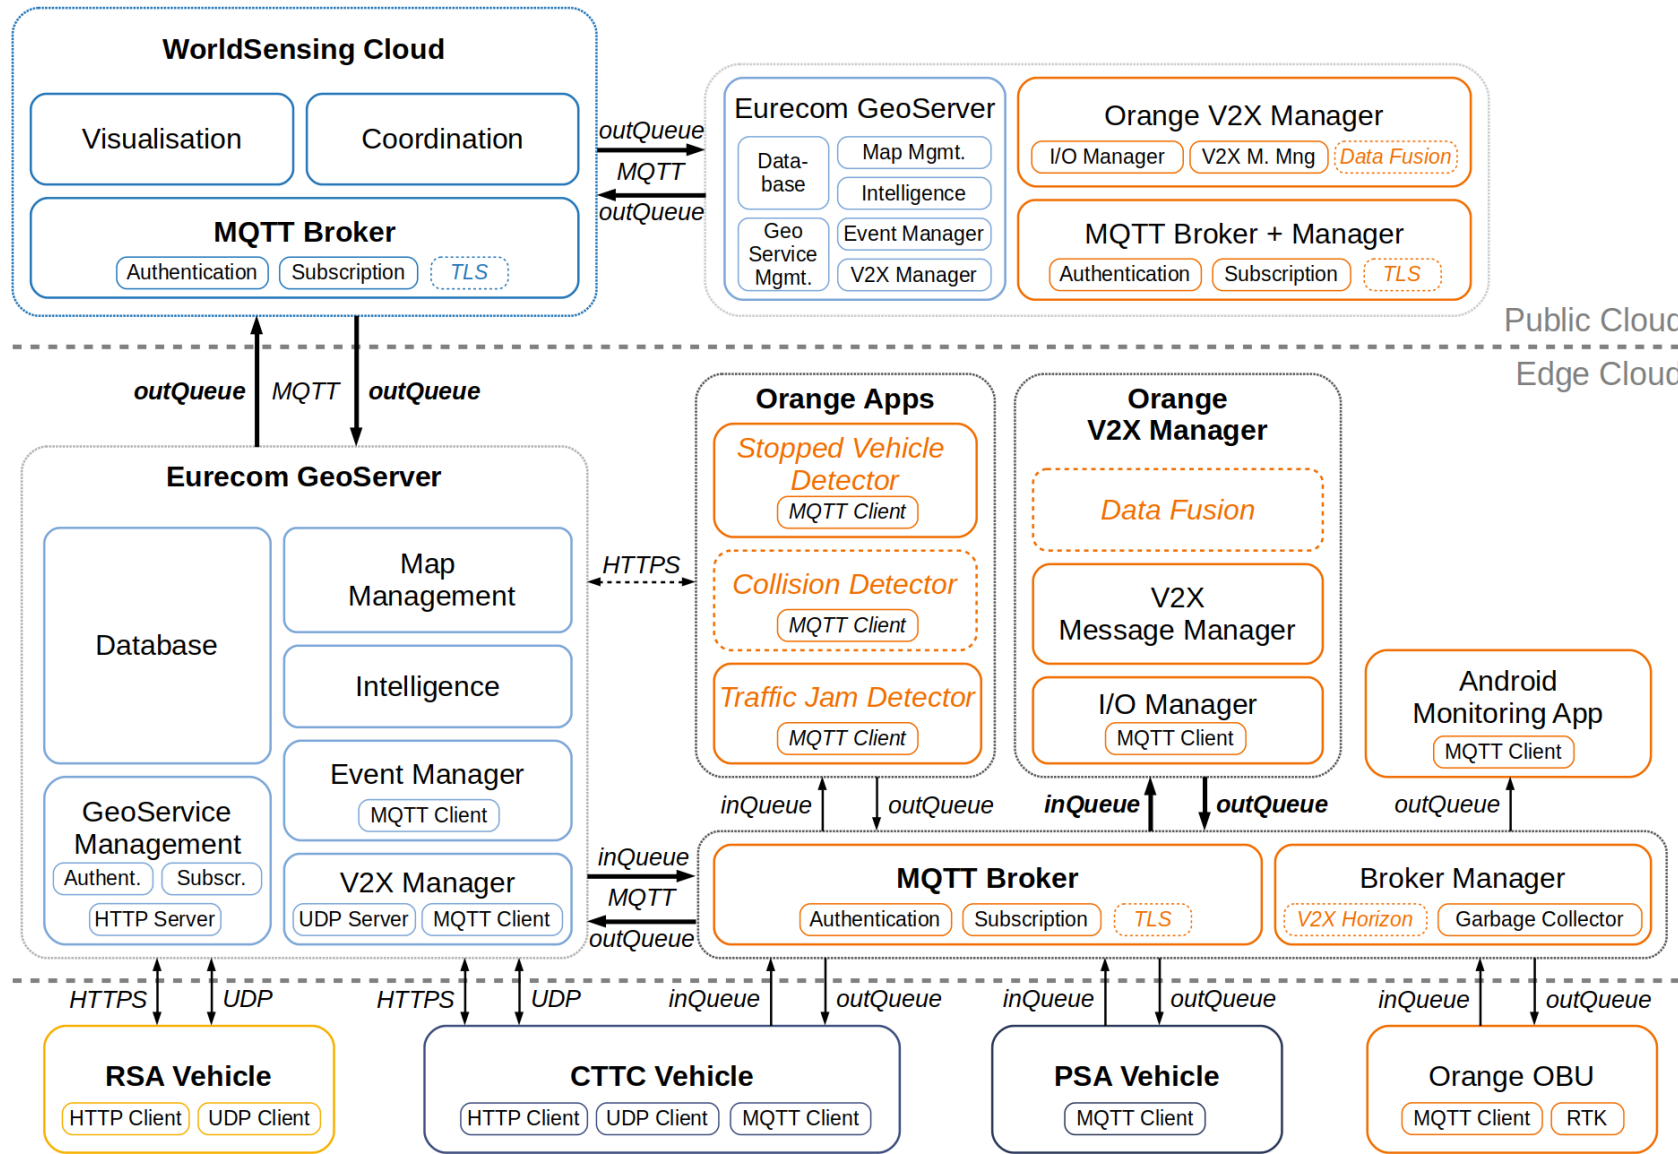 WorldSensing Cloud
Visualisation
Coordination
MQTT Broker
Authentication
Subscription
TLS
outQueue
MQTT
outQueue
Eurecom GeoServer
Data-
base
Map Mgmt.
Intelligence
Geo
Service
Mgmt.
Event Manager
V2X Manager
Orange V2X Manager
I/O Manager
V2X M. Mng
Data Fusion
MQTT Broker + Manager
Authentication
Subscription
TLS
Public Cloud
Edge Cloud
outQueue
MQTT
outQueue
Eurecom GeoServer
Database
Map
Management
Intelligence
Event Manager
MQTT Client
GeoService
Management
Authent.
Subscr.
HTTP Server
V2X Manager
UDP Server
MQTT Client
HTTPS
Orange Apps
Stopped Vehicle
Detector
MQTT Client
Collision Detector
MQTT Client
Traffic Jam Detector
MQTT Client
Orange
V2X Manager
Data Fusion
V2X
Message Manager
I/O Manager
MQTT Client
Android
Monitoring App
MQTT Client
inQueue
outQueue
inQueue
outQueue
outQueue
inQueue
MQTT
outQueue
MQTT Broker
Authentication
Subscription
TLS
Broker Manager
V2X Horizon
Garbage Collector
HTTPS
UDP
HTTPS
UDP
inQueue
outQueue
inQueue
outQueue
inQueue
outQueue
RSA Vehicle
HTTP Client
UDP Client
CTTC Vehicle
HTTP Client
UDP Client
MQTT Client
PSA Vehicle
MQTT Client
Orange OBU
MQTT Client
RTK